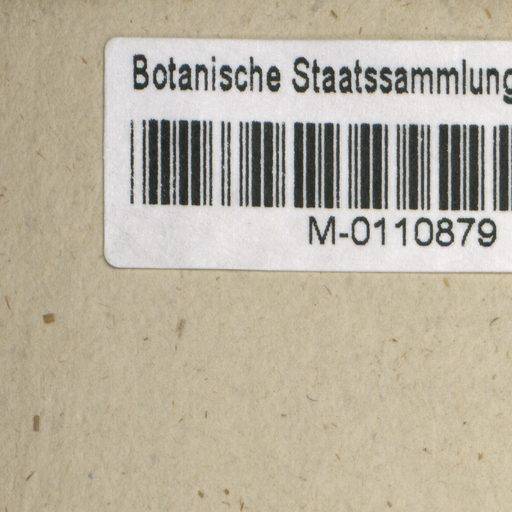 Botanische Staatssammlung
M-0110879